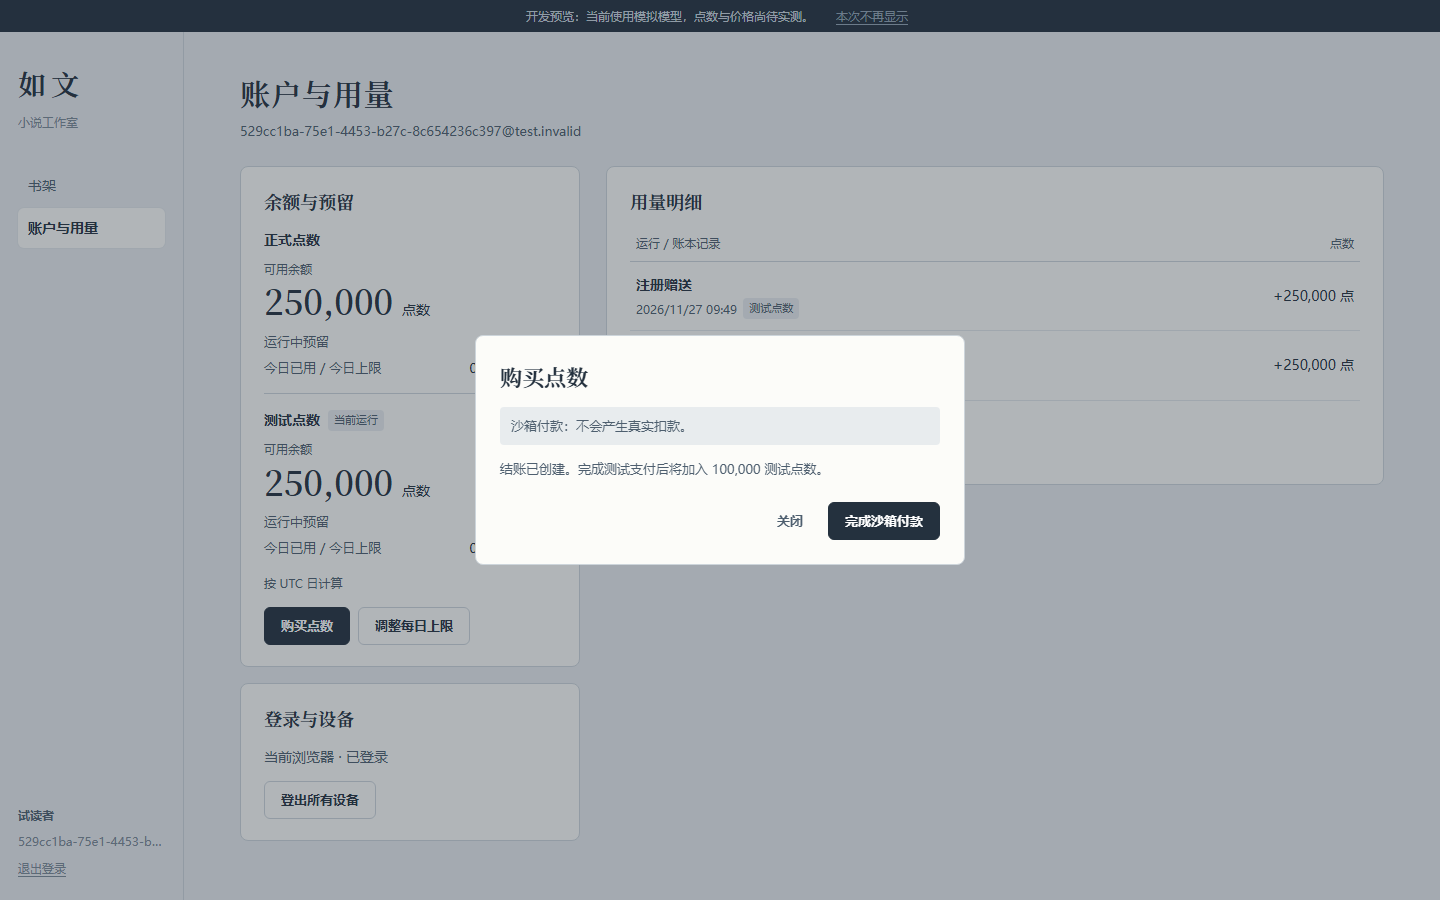 开发预览：当前使用模拟模型，点数与价格尚待实测。 本次不再显示
如文
小说工作室
书架
账户与用量
试读者
529cc1ba-75e1-4453-b...
退出登录
账户与用量
529cc1ba-75e1-4453-b27c-8c654236c397@test.invalid
余额与预留
正式点数
可用余额
250,000 点数
运行中预留
今日已用 / 今日上限
测试点数 当前运行
可用余额
250,000 点数
运行中预留
今日已用 / 今日上限
按 UTC 日计算
购买点数 调整每日上限
登录与设备
当前浏览器 · 已登录
登出所有设备
用量明细
运行 / 账本记录 点数
注册赠送
2026/11/27 09:49 测试点数
+250,000 点
+250,000 点
购买点数
沙箱付款：不会产生真实扣款。
结账已创建。完成测试支付后将加入 100,000 测试点数。
关闭 完成沙箱付款